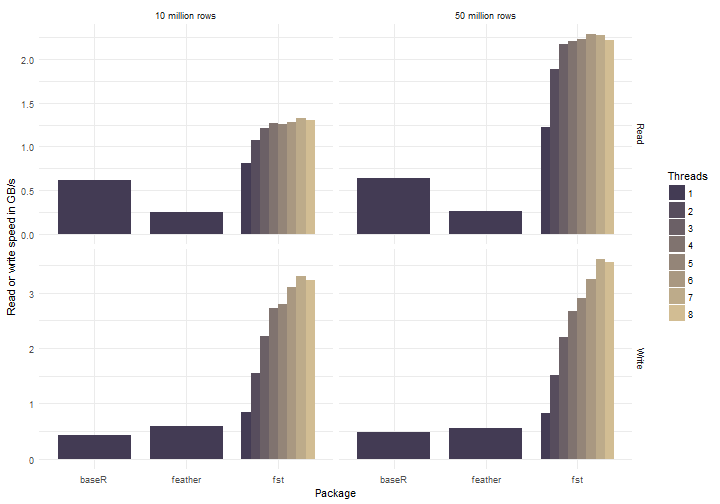 10 million rows
50 million rows
Read or write speed in GB/s
2.0
1.5
1.0
0.5
0.0
Read
3
2
1
0
Write
baseR
feather
fst
baseR
feather
fst
Package
Threads
1
2
3
4
5
6
7
8